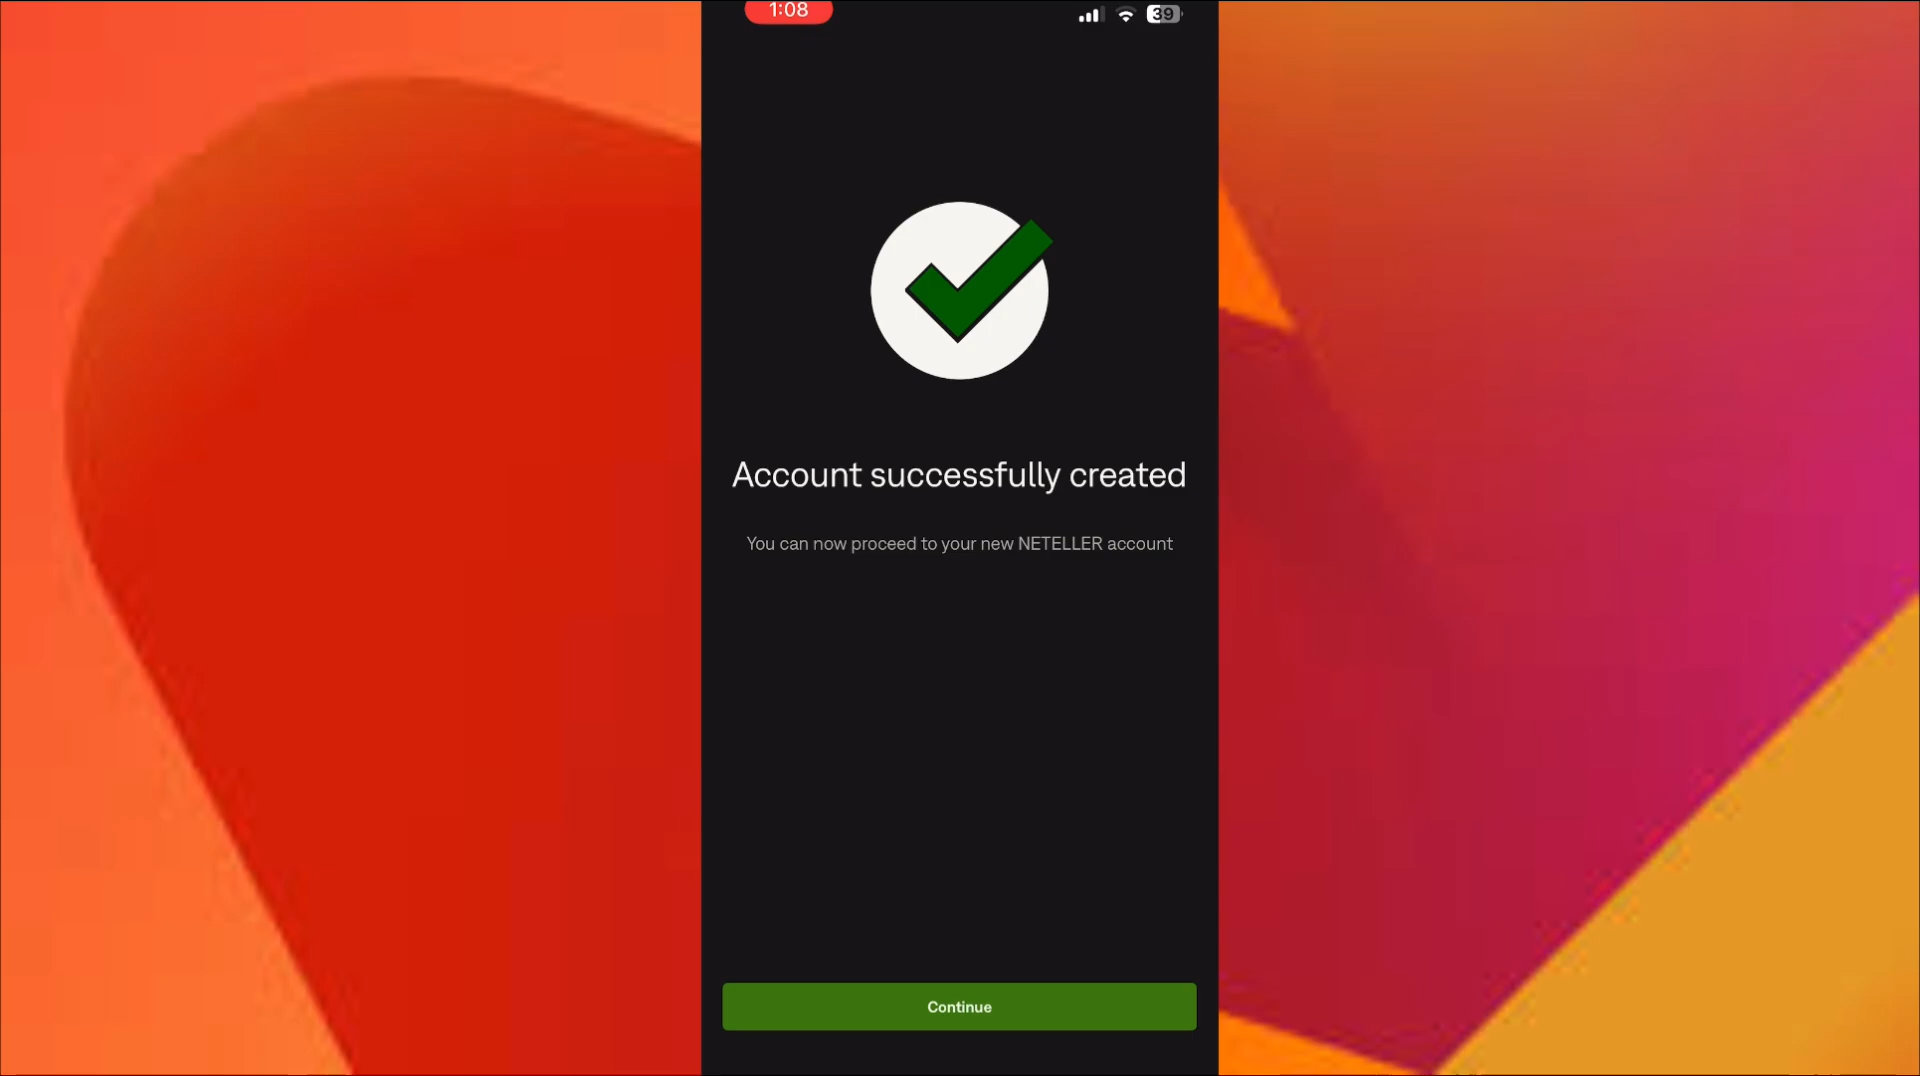 1:08
39
Account successfully created
You can now proceed to your new NETELLER account
Continue